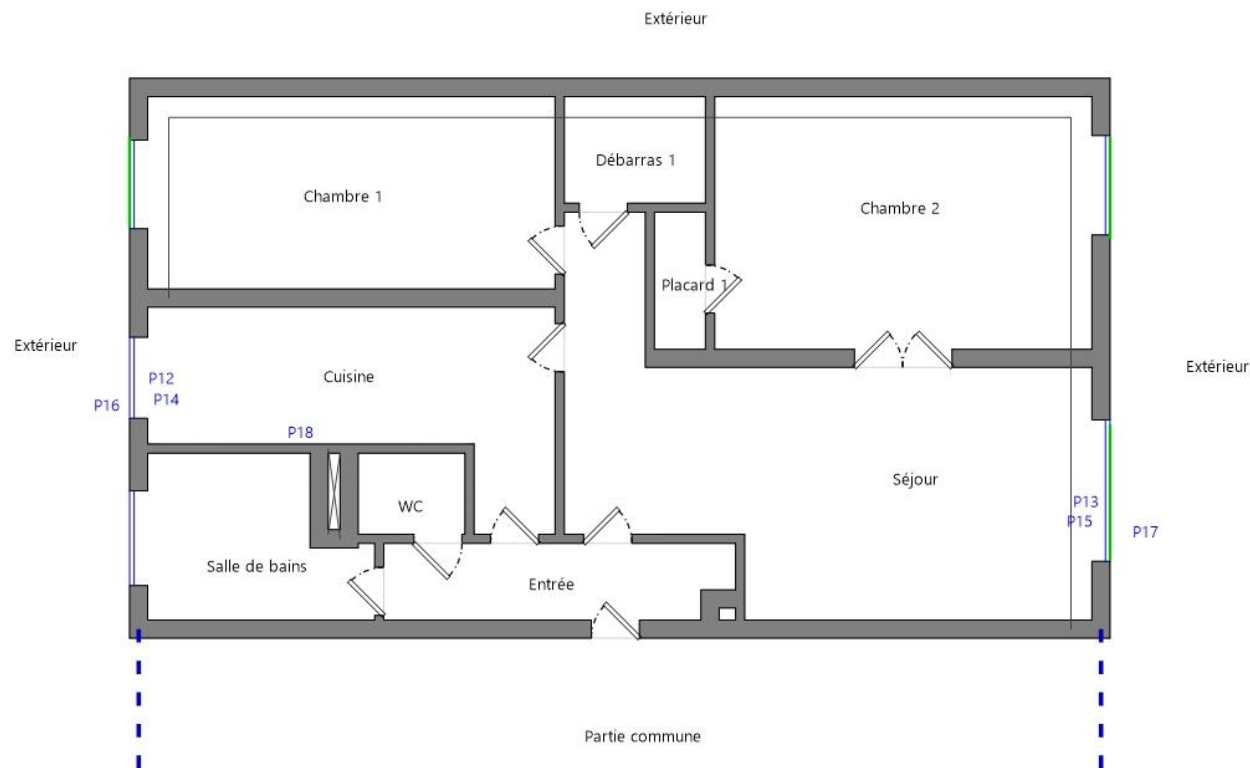 Extérieur
Débarras 1
Chambre 1
Chambre 2
Placard 1
Extérieur
Extérieur
Cuisine
P12
P14
P16
P18
Séjour
P13
P15
P17
WC
Salle de bains
Entrée
Partie commune